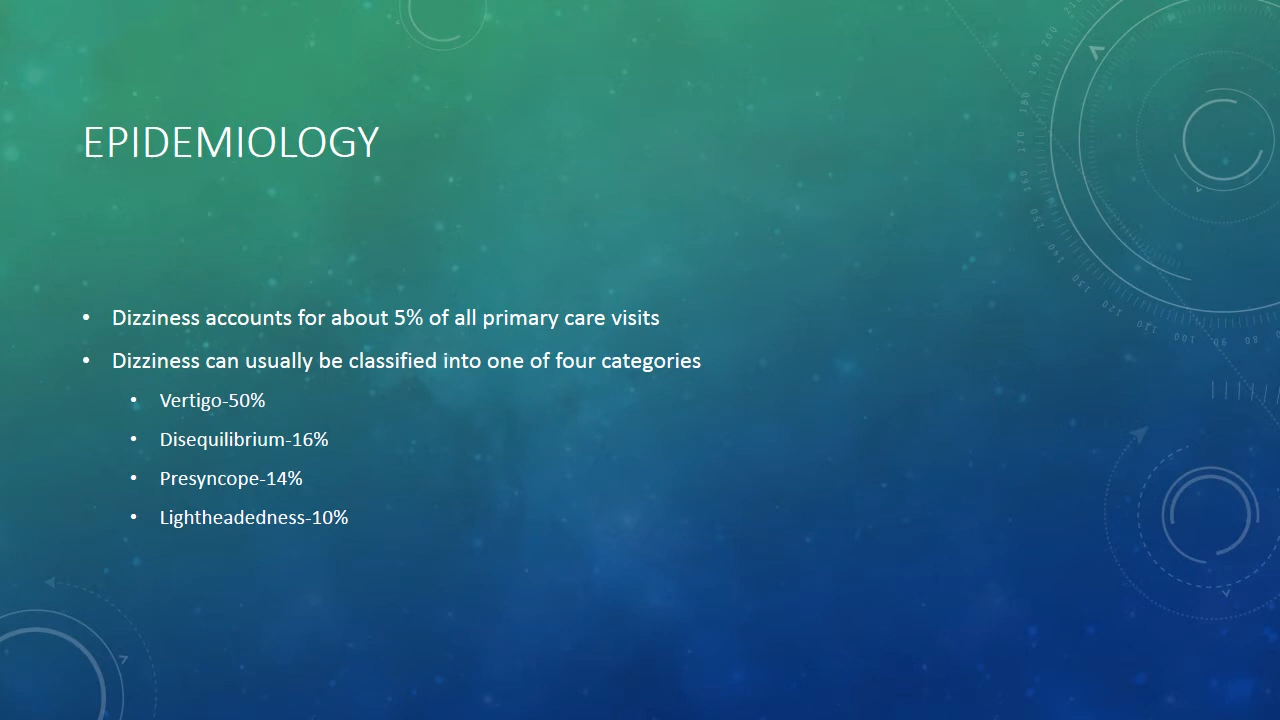 EPIDEMIOLOGY
• Dizziness accounts for about 5% of all primary care visits
• Dizziness can usually be classified into one of four categories
• Vertigo-50%
• Disequilibrium-16%
• Presyncope-14%
• Lightheadedness-10%